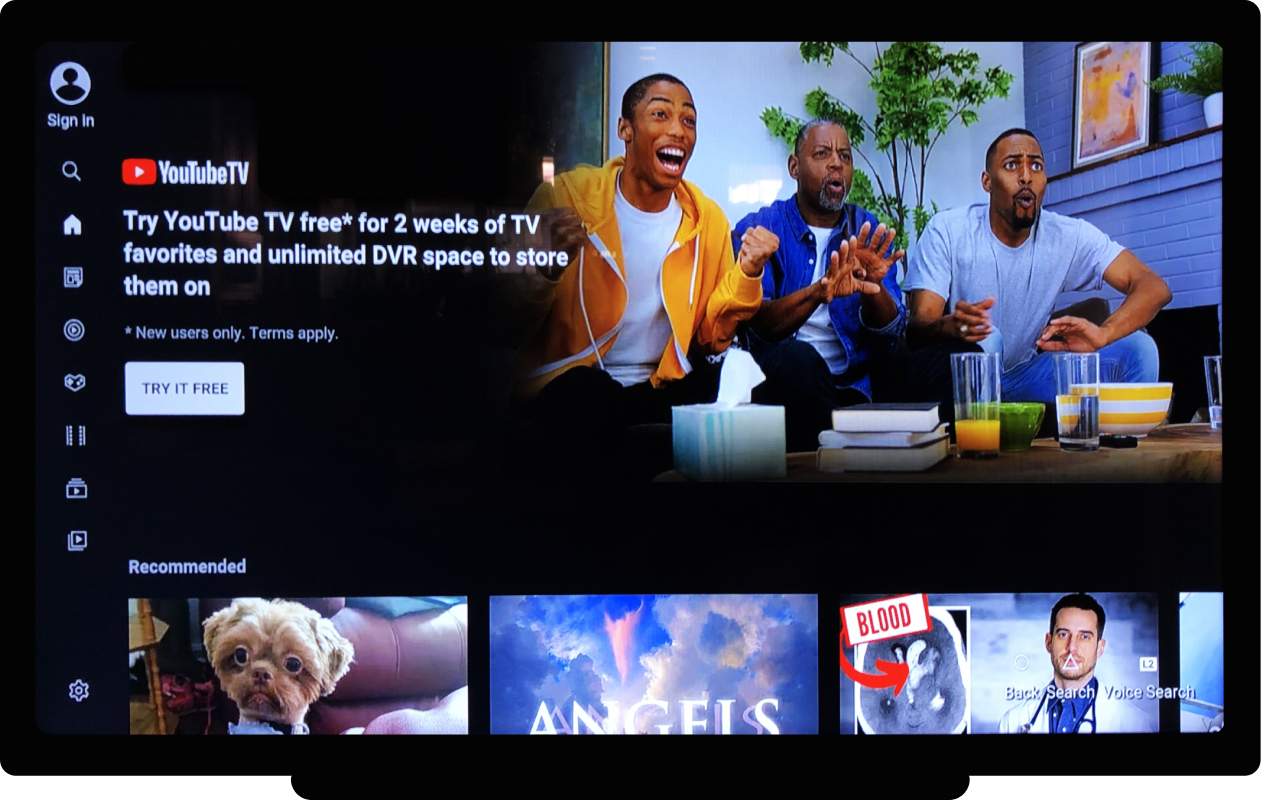 Sign in
YouTubeTV
Try YouTube TV free* for 2 weeks of TV
favorites and unlimited DVR space to store
them on
* New users only. Terms apply.
TRY IT FREE
Recommended
ANGELS
BLOOD
L2
Back Search Voice Search